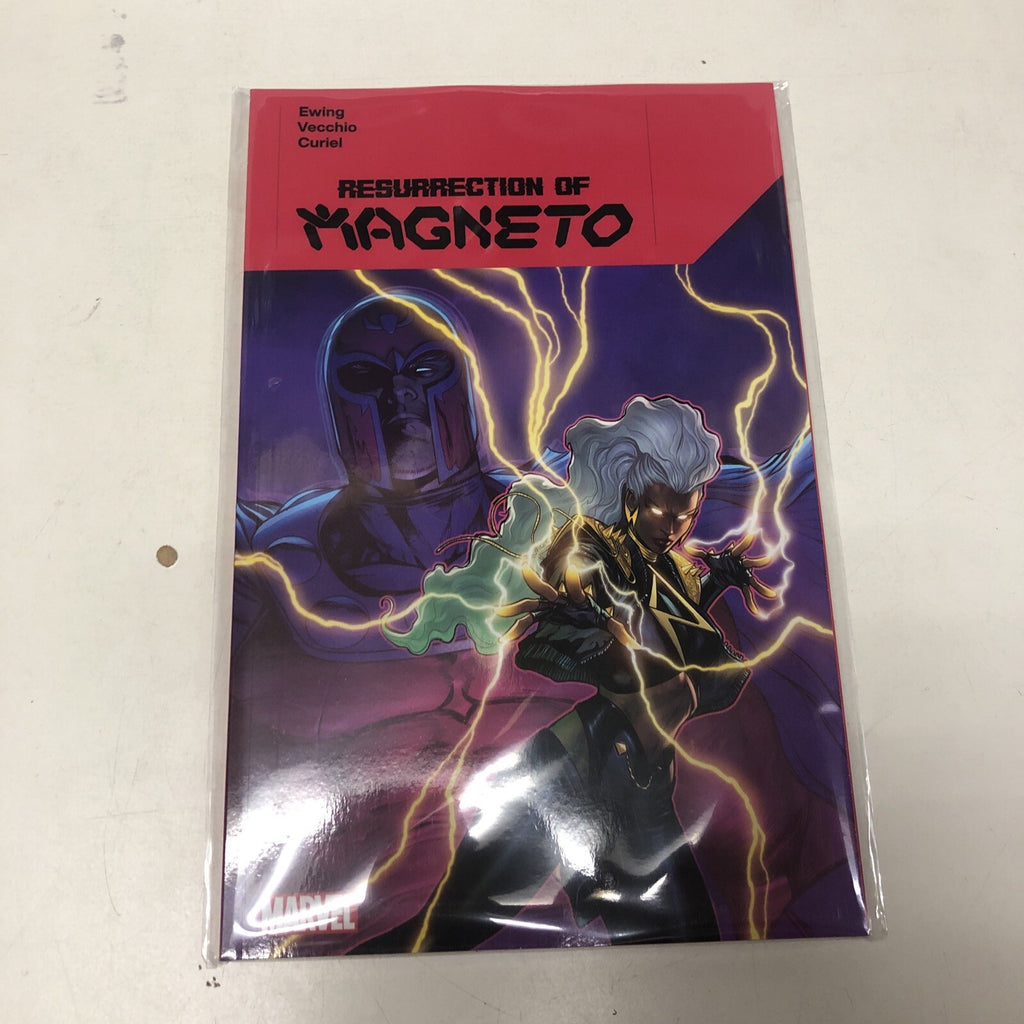 Ewing
Vecchio
Curiel
RESURRECTION OF
MAGNETO
MARVEL